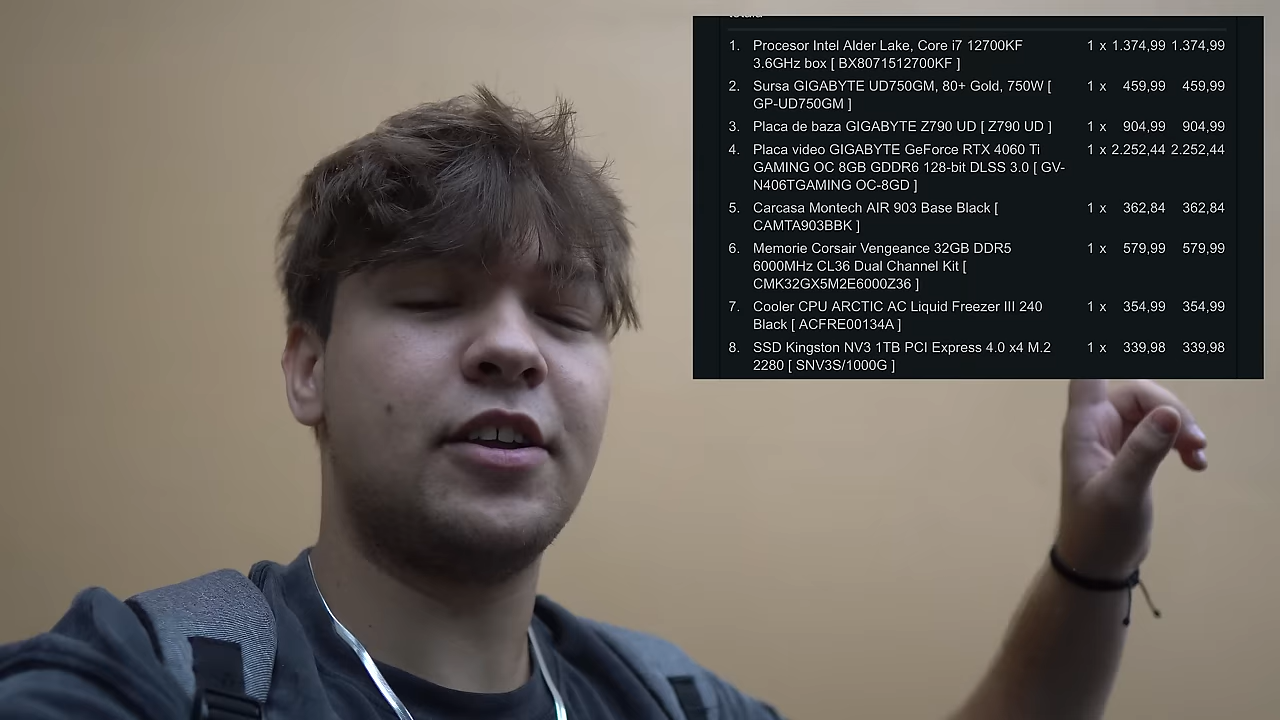 1. Procesor Intel Alder Lake, Core i7 12700KF 1 x 1.374,99 1.374,99
3.6GHz box [ BX8071512700KF ]
2. Sursa GIGABYTE UD750GM, 80+ Gold, 750W [ 1 x 459,99 459,99
GP-UD750GM ]
3. Placa de baza GIGABYTE Z790 UD [ Z790 UD ] 1 x 904,99 904,99
4. Placa video GIGABYTE GeForce RTX 4060 Ti 1 x 2.252,44 2.252,44
GAMING OC 8GB GDDR6 128-bit DLSS 3.0 [ GV-
N406TGAMING OC-8GD ]
5. Carcasa Montech AIR 903 Base Black [ 1 x 362,84 362,84
CAMTA903BBK ]
6. Memorie Corsair Vengeance 32GB DDR5 1 x 579,99 579,99
6000MHz CL36 Dual Channel Kit [
CMK32GX5M2E6000Z36 ]
7. Cooler CPU ARCTIC AC Liquid Freezer III 240 1 x 354,99 354,99
Black [ ACFRE00134A ]
8. SSD Kingston NV3 1TB PCI Express 4.0 x4 M.2 1 x 339,98 339,98
2280 [ SNV3S/1000G ]